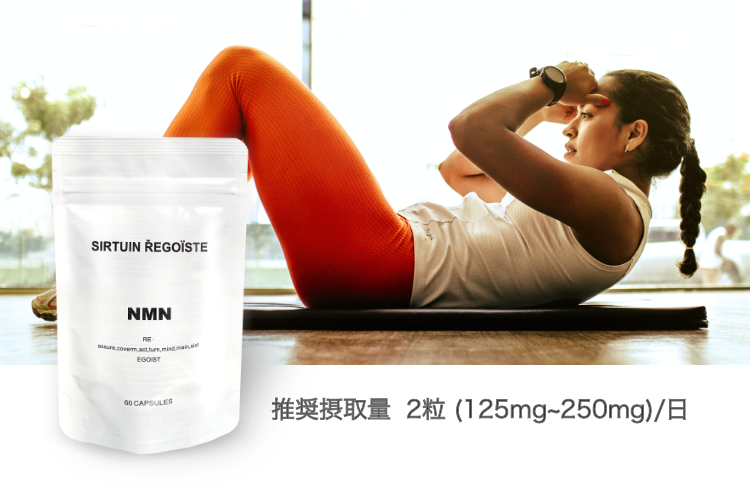 SIRTUIN ŘEGOÏSTE
NMN
RE
EGOIST
60 CAPSULES
推奨摂取量 2粒 (125mg~250mg)/日